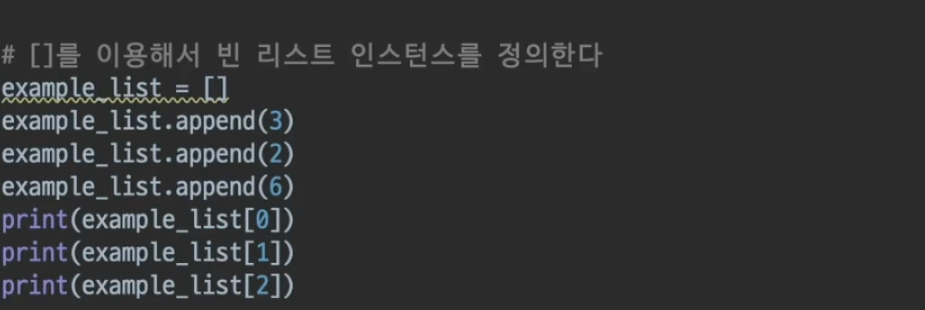 # []를 이용해서 빈 리스트 인스턴스를 정의한다
example_list = []
example_list.append(3)
example_list.append(2)
example_list.append(6)
print(example_list[0])
print(example_list[1])
print(example_list[2])